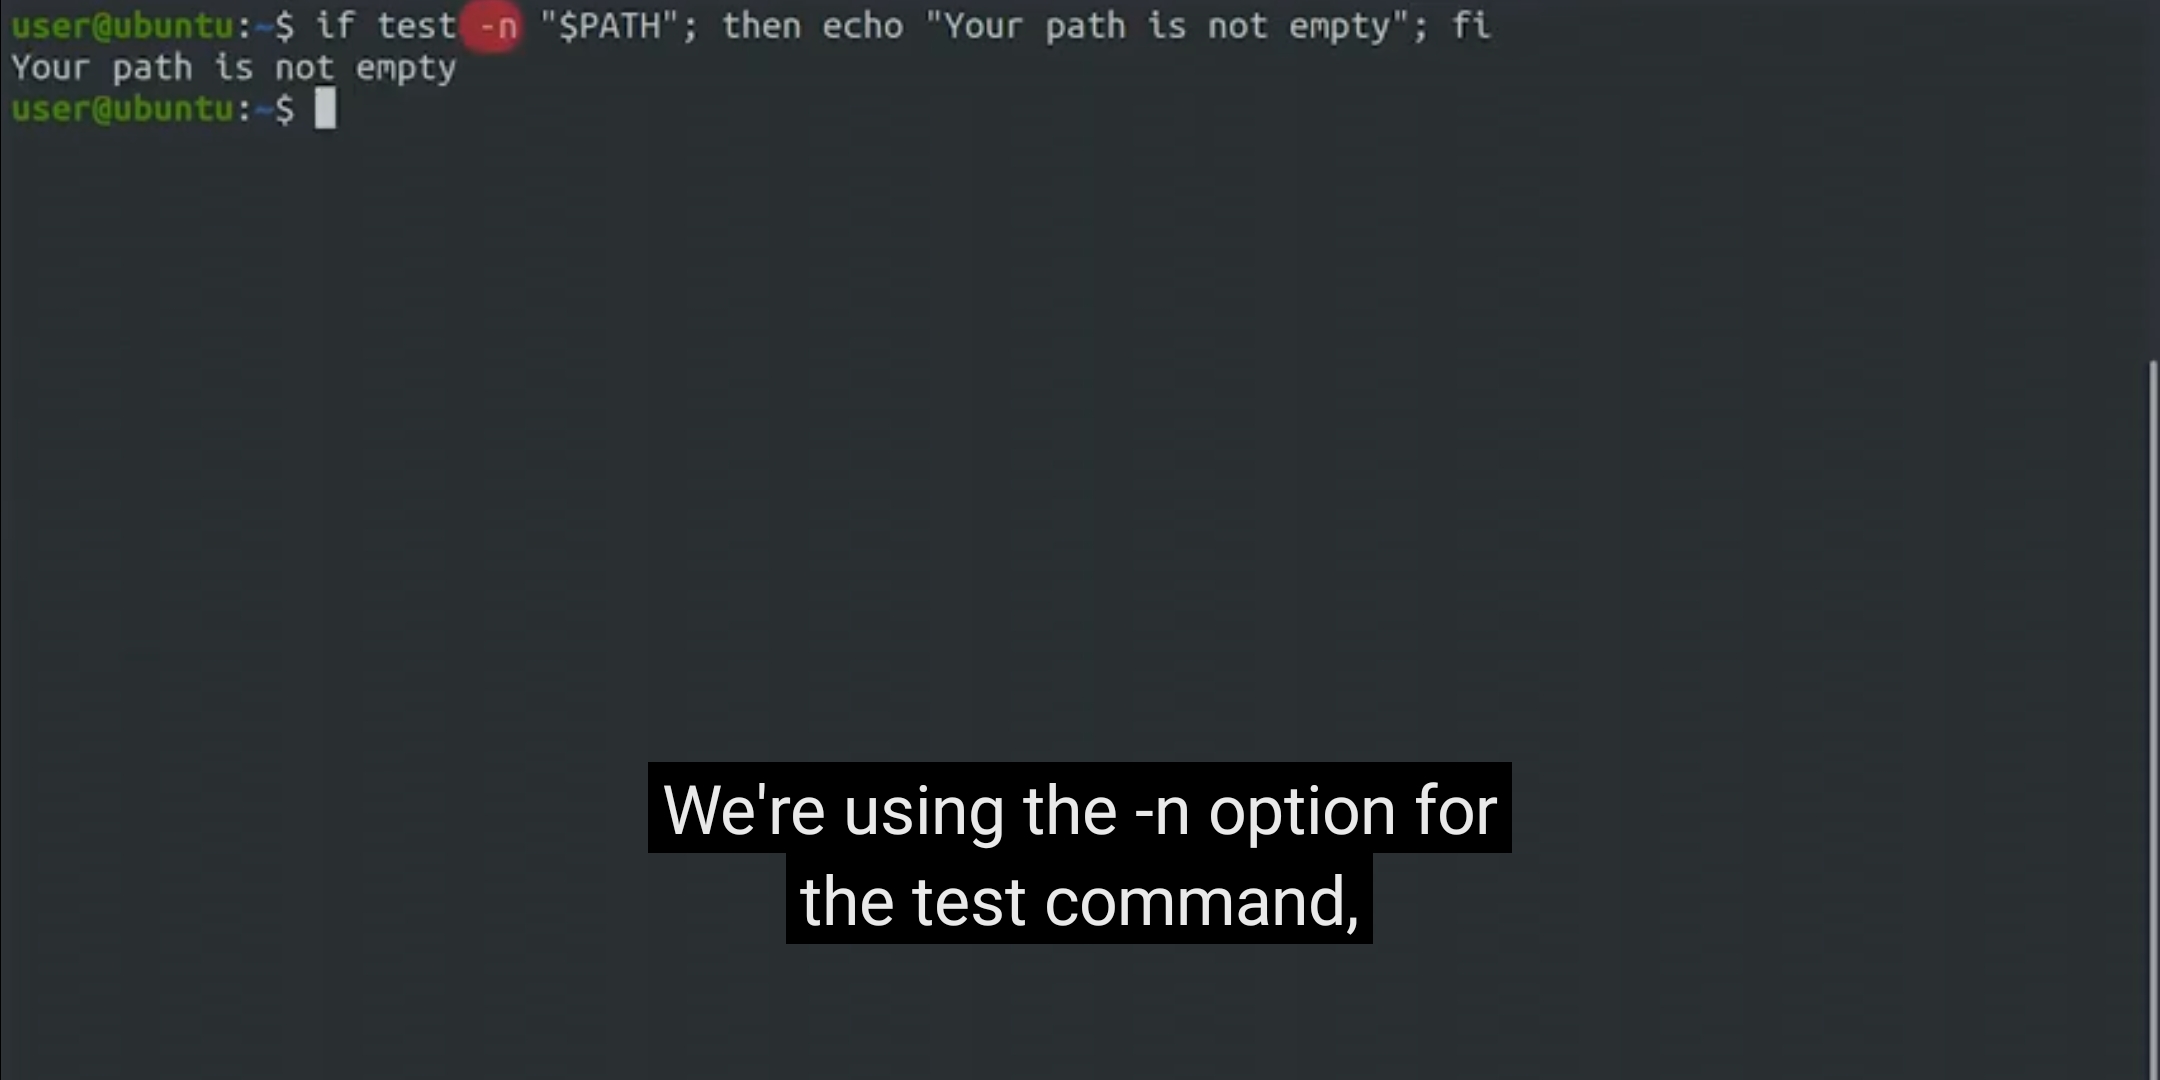 user@ubuntu:~$ if test -n "$PATH"; then echo "Your path is not empty"; fi
Your path is not empty
user@ubuntu:~$
We're using the -n option for
the test command,